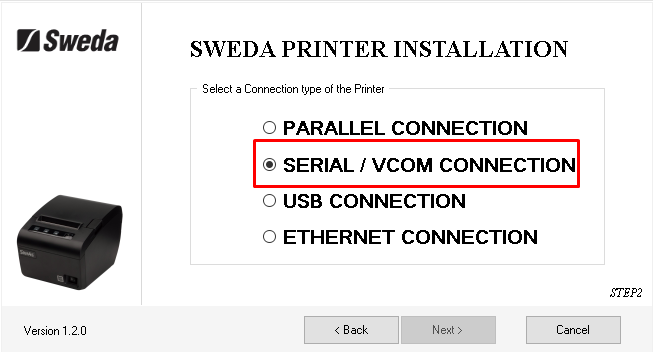 Sweda
SWEDA PRINTER INSTALLATION
Select a Connection type of the Printer
PARALLEL CONNECTION
SERIAL / VCOM CONNECTION
USB CONNECTION
ETHERNET CONNECTION
Sweda
STEP2
Version 1.2.0
< Back
Next >
Cancel